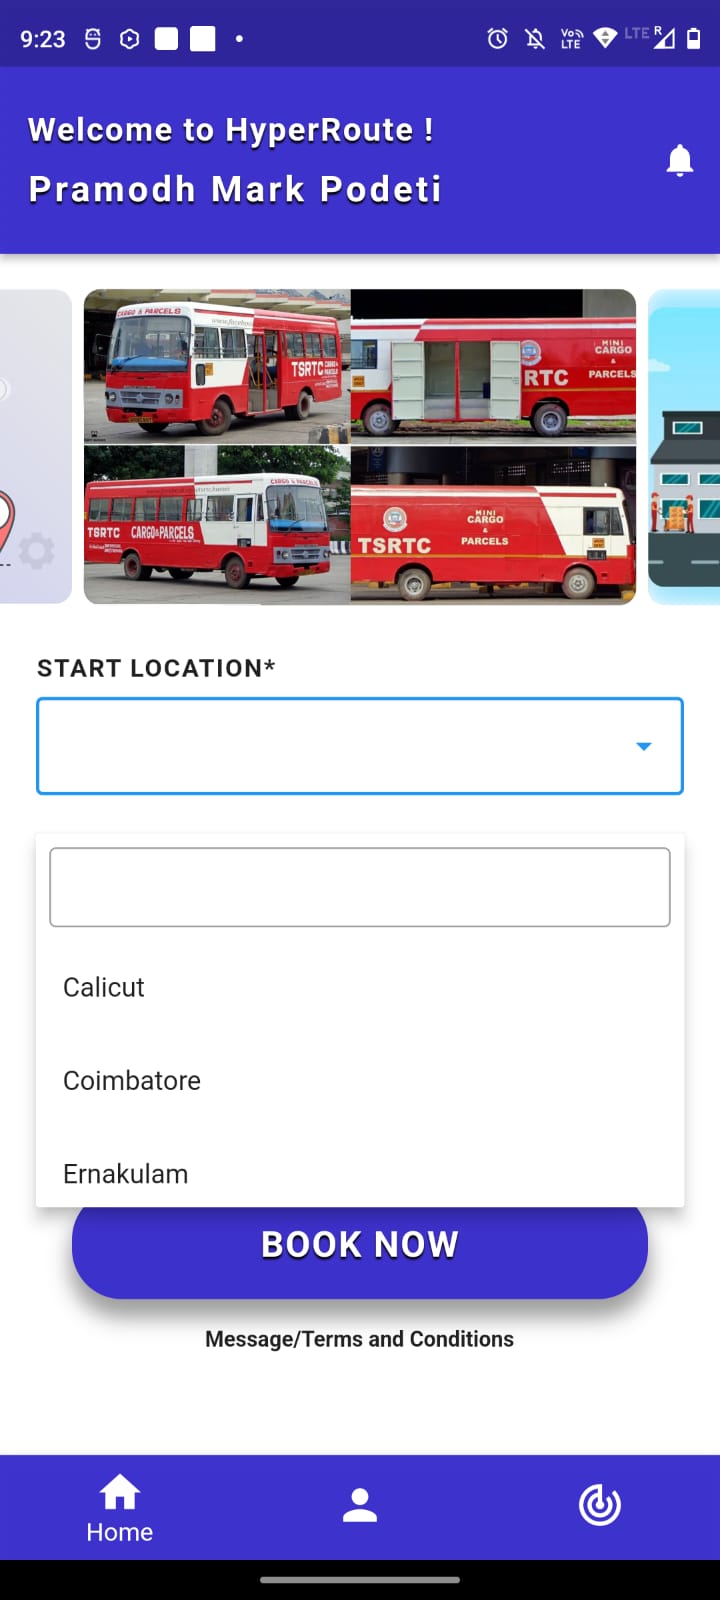 9:23
VoLTE
LTE R
Welcome to HyperRoute !
Pramodh Mark Podeti
CARGO & PARCELS
TSRTC CARGO & PARCELS
MINI
CARGO
&
PARCELS
RTC
CARGO & PARCELS
TSRTC CARGO & PARCELS
MINI
CARGO
&
PARCELS
TSRTC
START LOCATION*
Calicut
Coimbatore
Ernakulam
BOOK NOW
Message/Terms and Conditions
Home